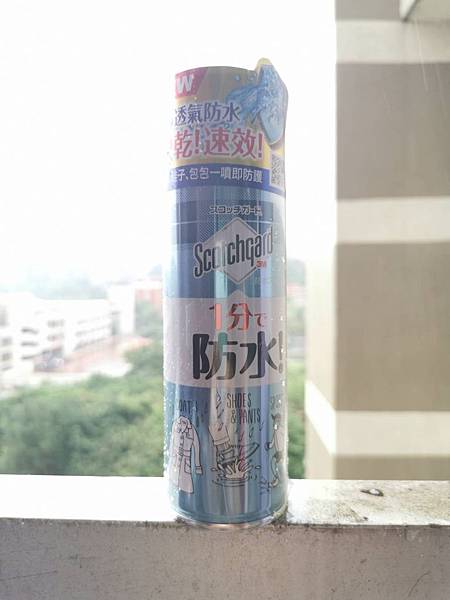 W
透氣防水
乾!速效!
子、包包一噴即防護
スコッチガード
Scotchgard
3M
1分で
防水!
COAT
SHOES
& PANTS